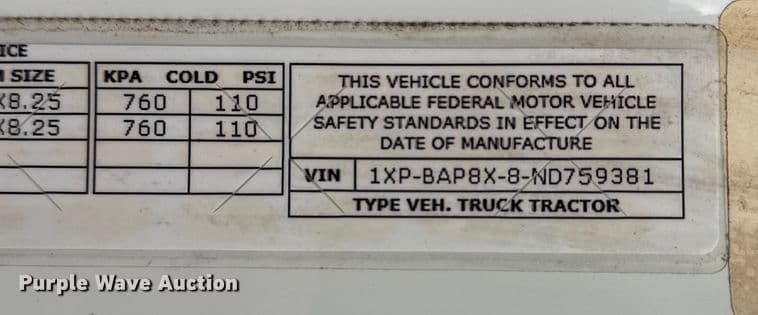 ICE
SIZE
X8.25
X8.25
KPA COLD PSI
760 110
760 110
THIS VEHICLE CONFORMS TO ALL
APPLICABLE FEDERAL MOTOR VEHICLE
SAFETY STANDARDS IN EFFECT ON THE
DATE OF MANUFACTURE
VIN 1XP-BAP8X-8-ND759381
TYPE VEH. TRUCK TRACTOR
Purple Wave Auction